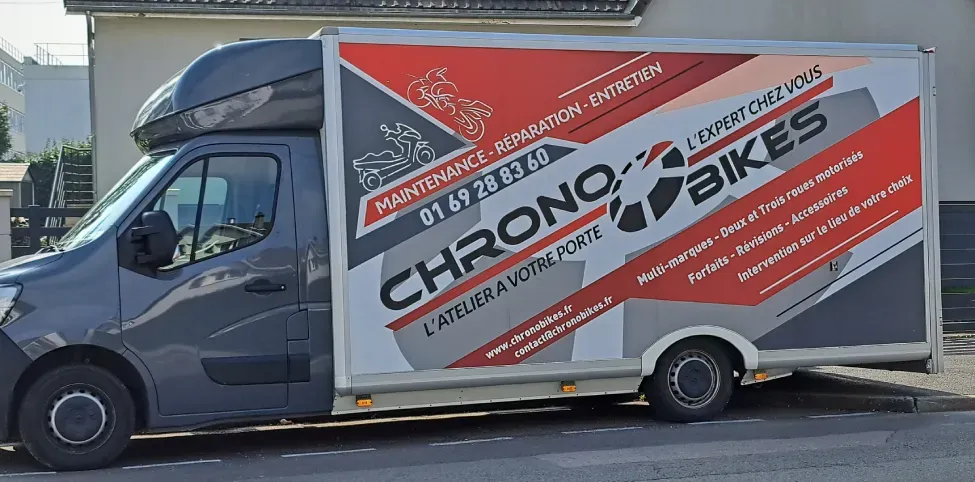 MAINTENANCE - RÉPARATION - ENTRETIEN
01 69 28 83 60
CHRONO BIKES
L'EXPERT CHEZ VOUS
L'ATELIER A VOTRE PORTE
Multi-marques - Deux et Trois roues motorisés
Forfaits - Révisions - Accessoires
Intervention sur le lieu de votre choix
www.chronobikes.fr
contact@chronobikes.fr